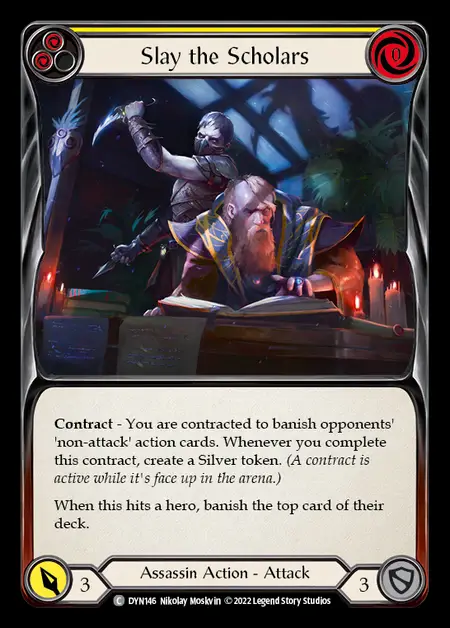 Slay the Scholars
0
Contract - You are contracted to banish opponents'
'non-attack' action cards. Whenever you complete
this contract, create a Silver token. (A contract is
active while it's face up in the arena.)
When this hits a hero, banish the top card of their
deck.
3
Assassin Action - Attack
3
C DYN146 Nikolay Moskvin ©2022 Legend Story Studios